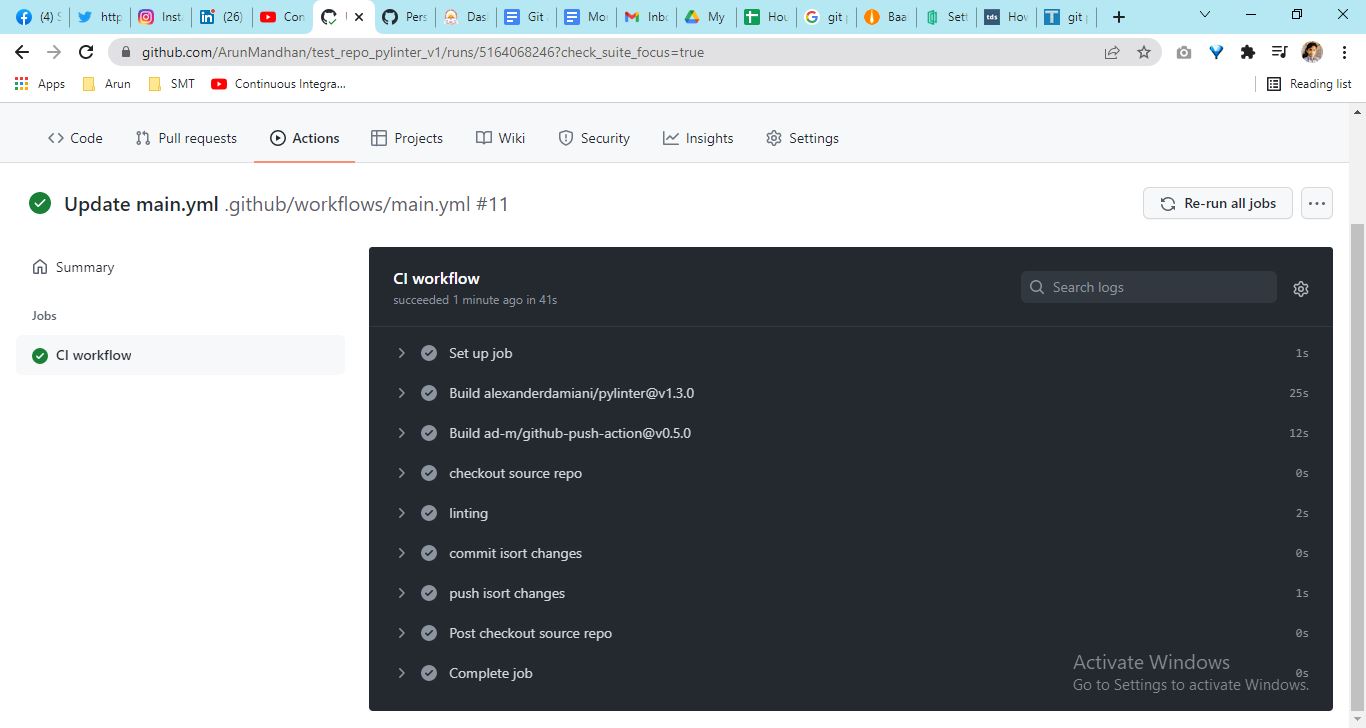 (4) S
http
Inst
(26)
Con
Pers
Das
Git
Mo
Inbo
My
Hou
git
Baa
Sett
Hov
git
github.com/ArunMandhan/test_repo_pylinter_v1/runs/5164068246?check_suite_focus=true
Apps Arun SMT Continuous Integra... Reading list
Code Pull requests Actions Projects Wiki Security Insights Settings
Update main.yml .github/workflows/main.yml #11 Re-run all jobs
Summary
Jobs
CI workflow
CI workflow
succeeded 1 minute ago in 41s
Search logs
Set up job 1s
Build alexanderdamiani/pylinter@v1.3.0 25s
Build ad-m/github-push-action@v0.5.0 12s
checkout source repo 0s
linting 2s
commit isort changes 0s
push isort changes 1s
Post checkout source repo 0s
Complete job 0s
Activate Windows
Go to Settings to activate Windows.